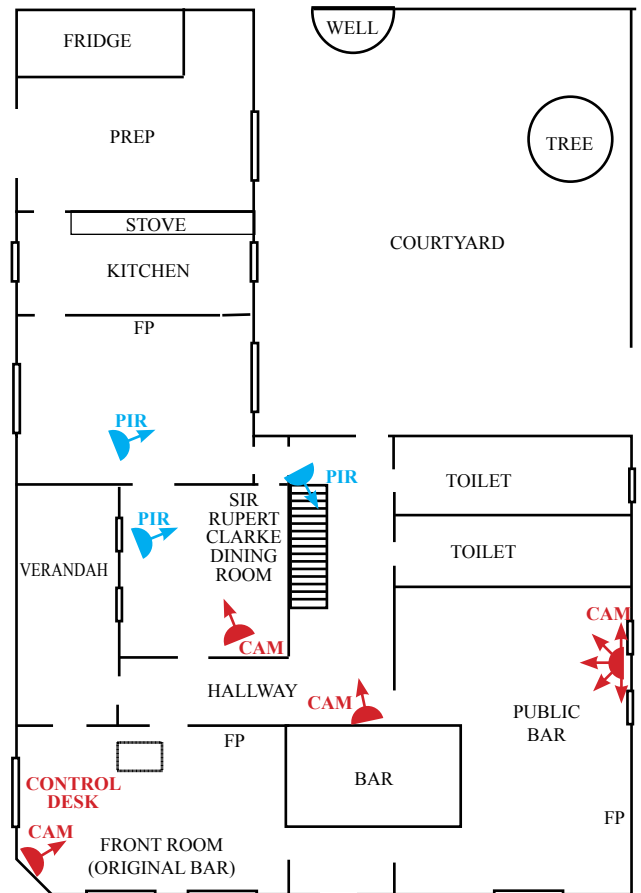 WELL
FRIDGE
PREP
TREE
STOVE
COURTYARD
KITCHEN
FP
PIR
PIR
TOILET
SIR
RUPERT
CLARKE
DINING
ROOM
PIR
TOILET
VERANDAH
CAM
CAM
HALLWAY
CAM
PUBLIC
BAR
FP
BAR
CONTROL
DESK
FP
CAM
FRONT ROOM
(ORIGINAL BAR)